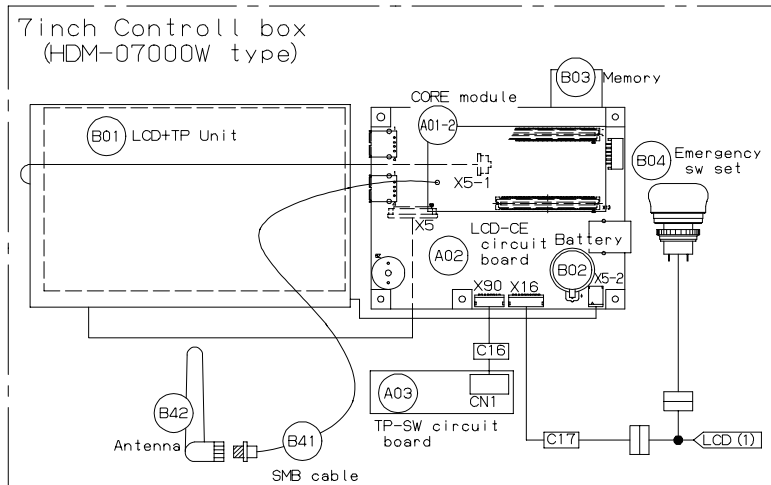 7inch Controll box
(HDM-07000W type)
B03 Memory
CORE module
A01-2
B01 LCD+TP Unit
B04 Emergency
sw set
X5-1
X5
LCD-CE
circuit
board
A02
Battery
B02
X5-2
X90 X16
C16
A03
CN1
TP-SW circuit
board
B42
Antenna
B41
SMB cable
C17
LCD(1)